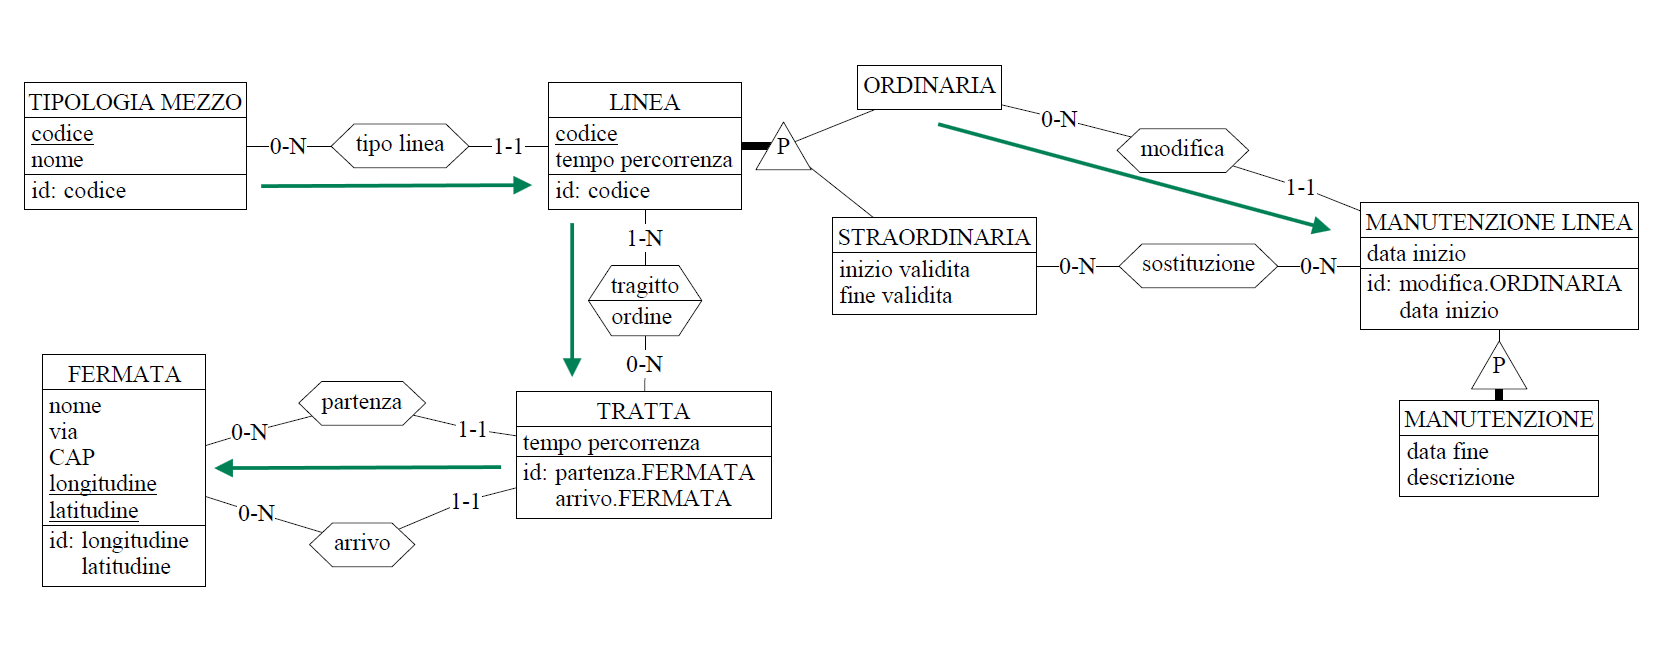 TIPOLOGIA MEZZO
codice
nome
id: codice
0-N
tipo linea
1-1
LINEA
codice
tempo percorrenza
id: codice
P
ORDINARIA
0-N
modifica
1-1
STRAORDINARIA
inizio validita
fine validita
0-N
sostituzione
0-N
MANUTENZIONE LINEA
data inizio
id: modifica.ORDINARIA
data inizio
P
MANUTENZIONE
data fine
descrizione
1-N
tragitto
ordine
0-N
TRATTA
tempo percorrenza
id: partenza.FERMATA
arrivo.FERMATA
FERMATA
nome
via
CAP
longitudine
latitudine
id: longitudine
latitudine
0-N
partenza
1-1
0-N
arrivo
1-1